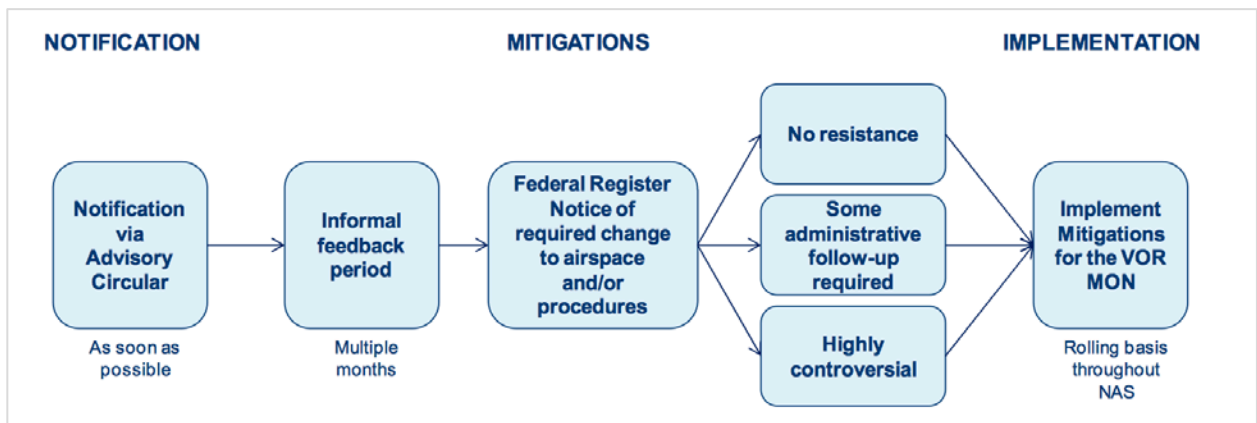 NOTIFICATION
MITIGATIONS
IMPLEMENTATION
Notification
via
Advisory
Circular
As soon as
possible
Informal
feedback
period
Multiple
months
Federal Register
Notice of
required change
to airspace
and/or
procedures
No resistance
Some
administrative
follow-up
required
Highly
controversial
Implement
Mitigations
for the VOR
MON
Rolling basis
throughout
NAS